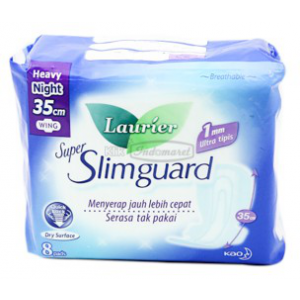 Heavy
Night
35cm
WING
Breathable
Laurier
Indomaret
1mm
Ultra tipis
Super
Slimguard
Menyerap jauh lebih cepat
Serasa tak pakai
35cm
Dry Surface
8
Kao